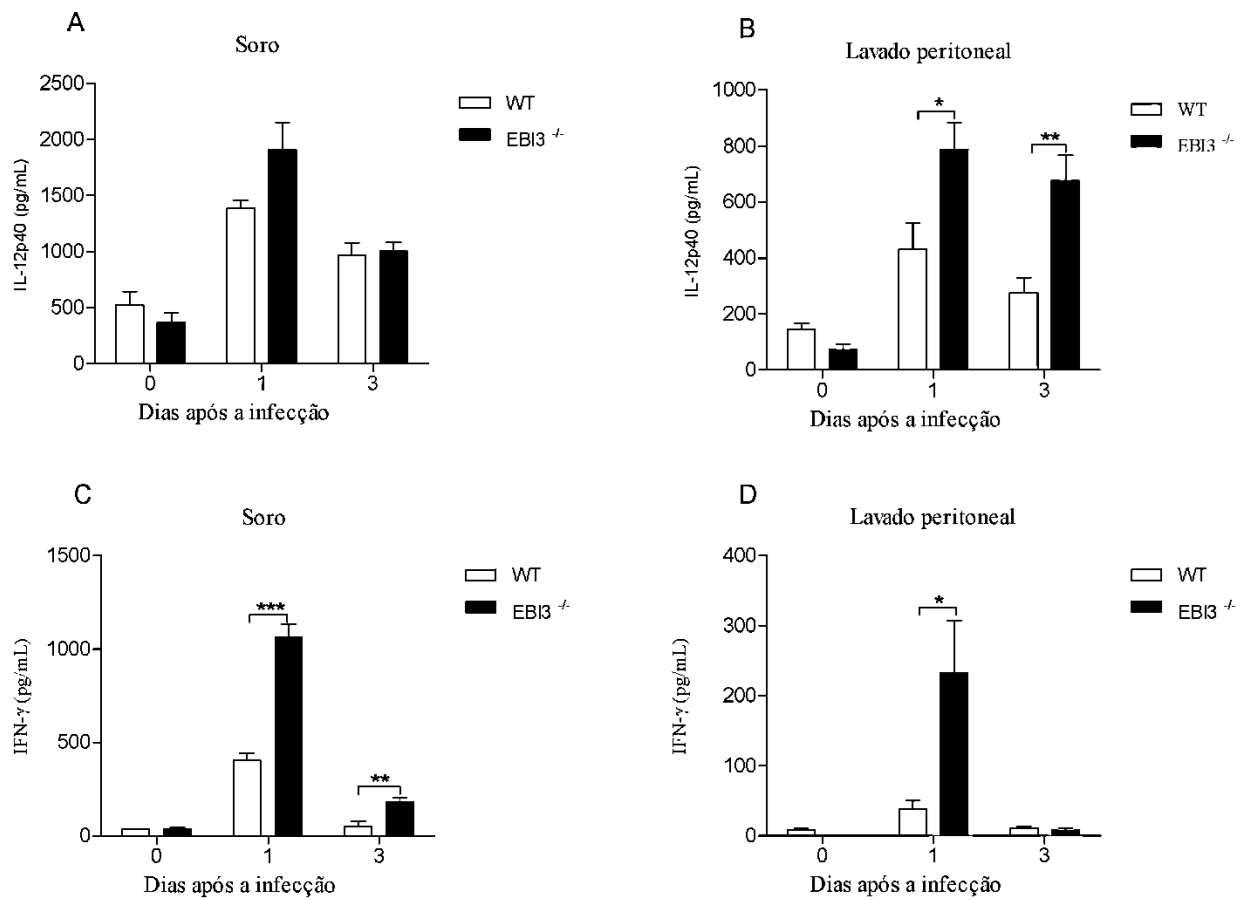 A
Soro
IL-12p40 (pg/mL)
2500
2000
1500
1000
500
0
WT
EBI3 -/-
0 1 3
Dias após a infecção
B
Lavado peritoneal
IL-12p40 (pg/mL)
1000
800
600
400
200
0
*
**
WT
EBI3 -/-
0 1 3
Dias após a infecção
C
Soro
IFN-γ (pg/mL)
1500
1000
500
0
***
**
WT
EBI3 -/-
0 1 3
Dias após a infecção
D
Lavado peritoneal
IFN-γ (pg/mL)
400
300
200
100
0
*
WT
EBI3 -/-
0 1 3
Dias após a infecção